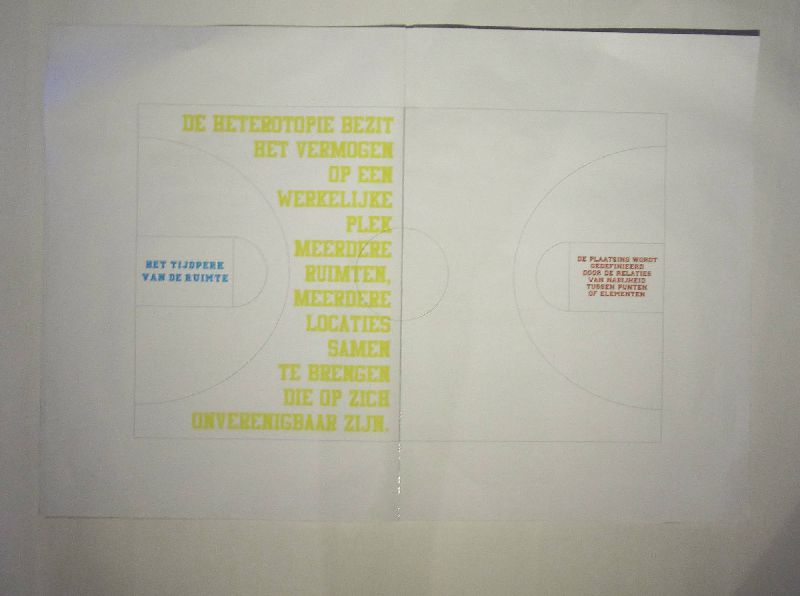 DE HETEROTOPIE BEZIT
HET VERMOGEN
OP EEN
WERKELIJKE
PLEK
MEERDERE
RUIMTEN,
MEERDERE
LOCATIES
SAMEN
TE BRENGEN
DIE OP ZICH
ONVERENIGBAAR ZIJN.
HET TIJDPERK
VAN DE RUIMTE
DE PLAATSING WORDT
GEDEFINIEERD
DOOR DE RELATIES
VAN NABIJHEID
TUSSEN PUNTEN
OF ELEMENTEN